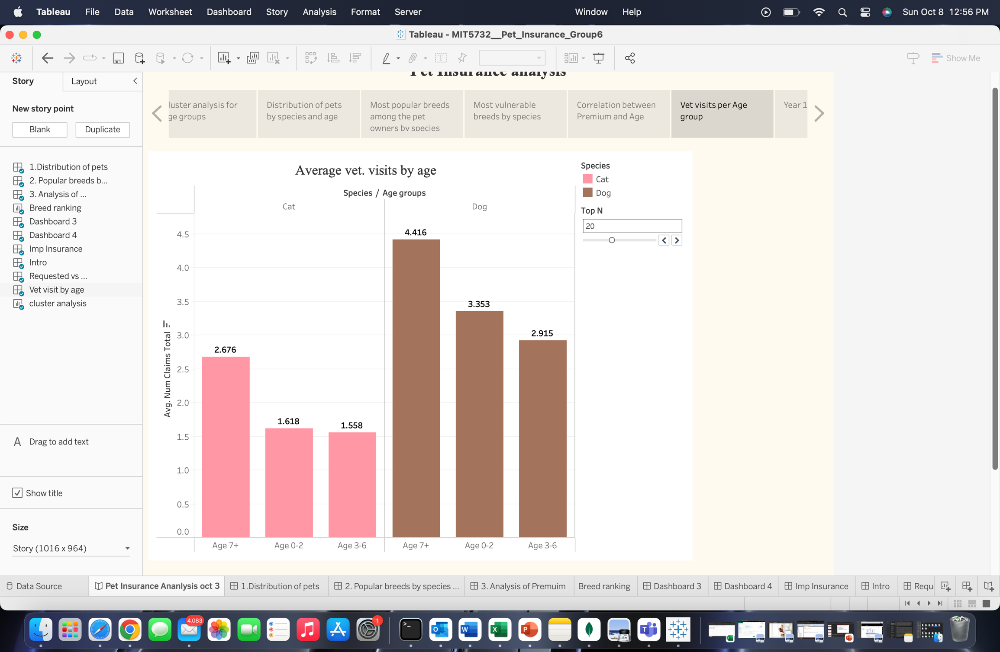 Tableau File Data Worksheet Dashboard Story Analysis Format Server Window Help Sun Oct 8 12:56 PM
Tableau - MIT5732__Pet_Insurance_Group6
Show Me
Story Layout
Pet Insurance analysis
New story point
Blank Duplicate
luster analysis for
ge groups
Distribution of pets
by species and age
Most popular breeds
among the pet
owners by species
Most vulnerable
breeds by species
Correlation between
Premium and Age
Vet visits per Age
group
Year 1
1.Distribution of pets
2. Popular breeds b...
3. Analysis of ...
Breed ranking
Dashboard 3
Dashboard 4
Imp Insurance
Intro
Requested vs ...
Vet visit by age
cluster analysis
A Drag to add text
Show title
Size
Story (1016 x 964)
Average vet. visits by age
Species / Age groups
Cat Dog
Avg. Num Claims Total
4.5
4.0
3.5
3.0
2.5
2.0
1.5
1.0
0.5
0.0
2.676
1.618
1.558
4.416
3.353
2.915
Age 7+ Age 0-2 Age 3-6 Age 7+ Age 0-2 Age 3-6
Species
Cat
Dog
Top N
20
Data Source Pet Insurance Ananlysis oct 3 1.Distribution of pets 2. Popular breeds by species ... 3. Analysis of Premuim Breed ranking Dashboard 3 Dashboard 4 Imp Insurance Intro Requ
4,083
1